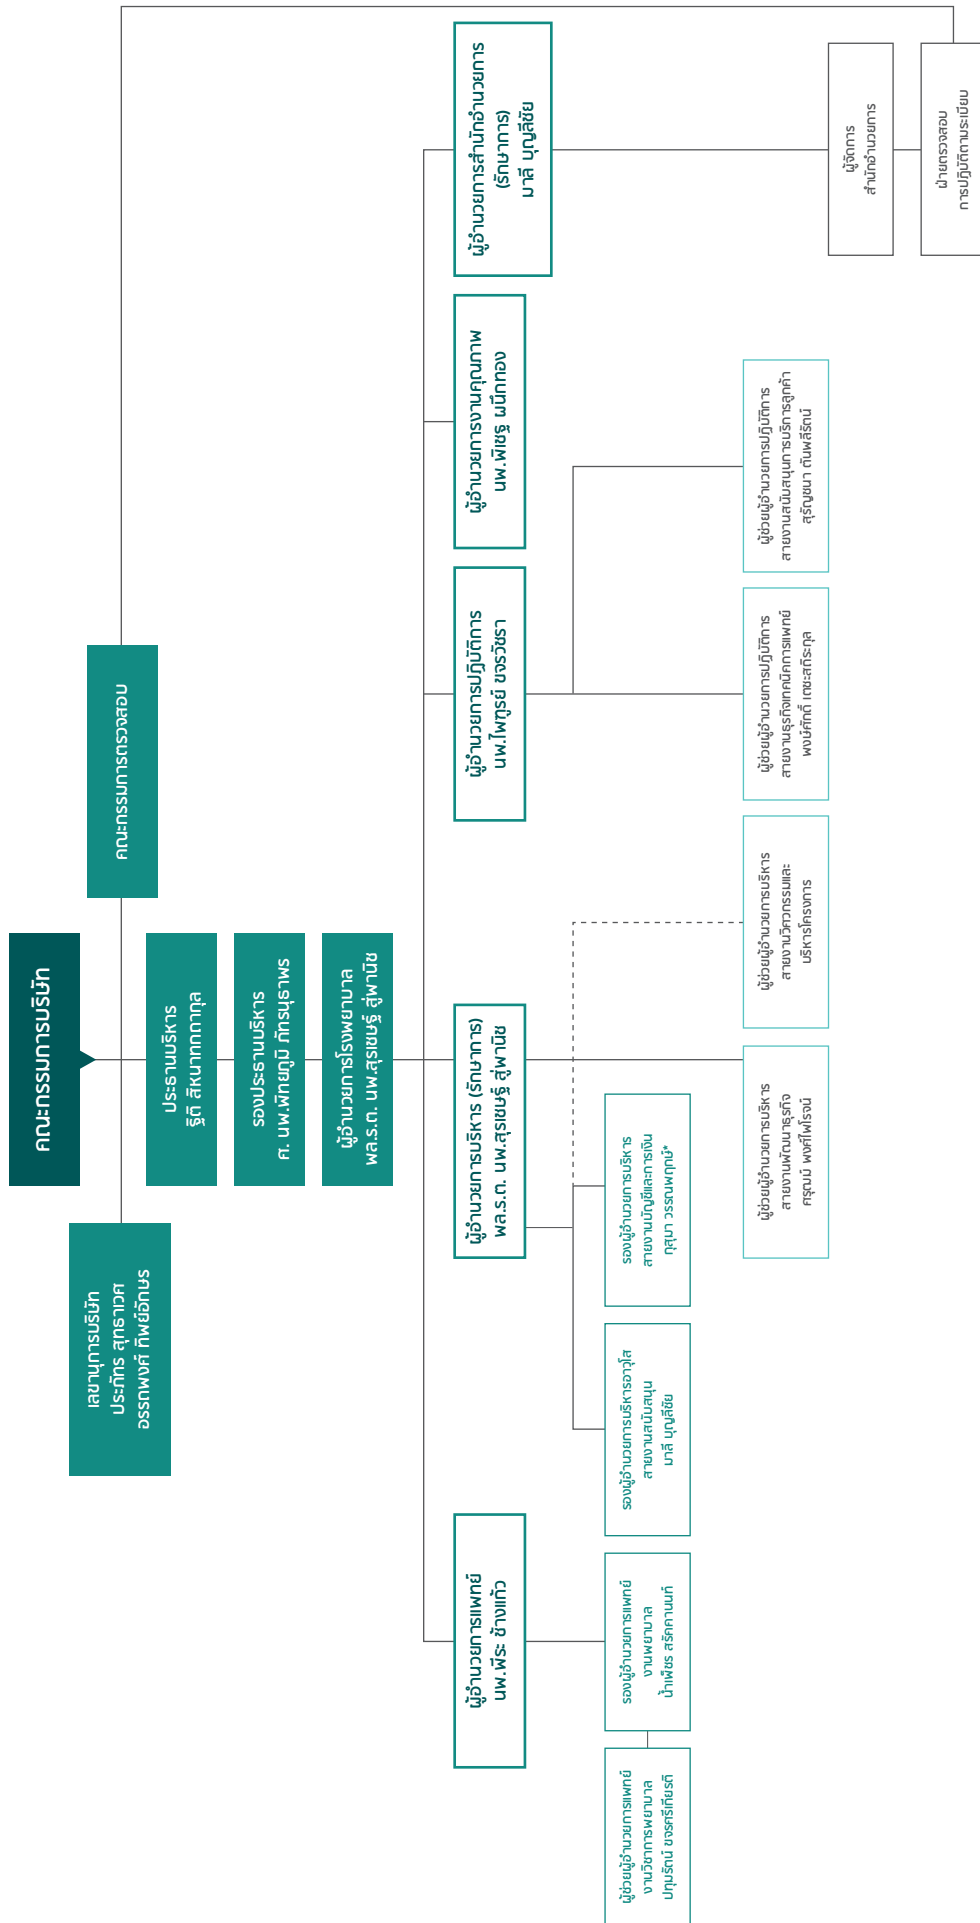 คณะกรรมการบริษัท
คณะกรรมการตรวจสอบ
เลขานุการบริษัท
ประภัทร สุทธาเวศ
อรรถพงศ์ ทิพย์อักษร
ประธานบริหาร
ฐิติ สิหนาทกถากุล
รองประธานบริหาร
ศ. นพ.พิทยภูมิ ภัทรนุธาพร
ผู้อำนวยการโรงพยาบาล
พล.ร.ต. นพ.สุรเชษฐ์ สู่พานิช
ผู้อำนวยการแพทย์
นพ.พีระ ช้างแก้ว
ผู้อำนวยการบริหาร (รักษาการ)
พล.ร.ต. นพ.สุรเชษฐ์ สู่พานิช
ผู้อำนวยการปฏิบัติการ
นพ.ไพฑูรย์ ขจรวัชรา
ผู้อำนวยการงานคุณภาพ
นพ.พิเชฐ ผนึกทอง
ผู้อำนวยการสำนักอำนวยการ
(รักษาการ)
มาลี บุญลีชัย
ผู้ช่วยผู้อำนวยการแพทย์
งานวิชาการพยาบาล
ปทุมรัตน์ ขจรศรีเกียรติ
รองผู้อำนวยการแพทย์
งานพยาบาล
น้ำเพ็ชร สริคคานนท์
รองผู้อำนวยการบริหารอาวุโส
สายงานสนับสนุน
มาลี บุญลีชัย
รองผู้อำนวยการบริหาร
สายงานบัญชีและการเงิน
กุสุมา วรรณพฤกษ์*
ผู้ช่วยผู้อำนวยการบริหาร
สายงานพัฒนาธุรกิจ
ศรุฒม์ พงศ์ไพโรจน์
ผู้ช่วยผู้อำนวยการบริหาร
สายงานวิศวกรรมและ
บริหารโครงการ
ผู้ช่วยผู้อำนวยการปฏิบัติการ
สายงานธุรกิจเทคนิคการแพทย์
พงษ์ศักดิ์ เตชะสถิระกุล
ผู้ช่วยผู้อำนวยการปฏิบัติการ
สายงานสนับสนุนการบริการลูกค้า
สุรัญชนา ตันพลีรัตน์
ผู้จัดการ
สำนักอำนวยการ
ฝ่ายตรวจสอบ
การปฏิบัติตามระเบียบ